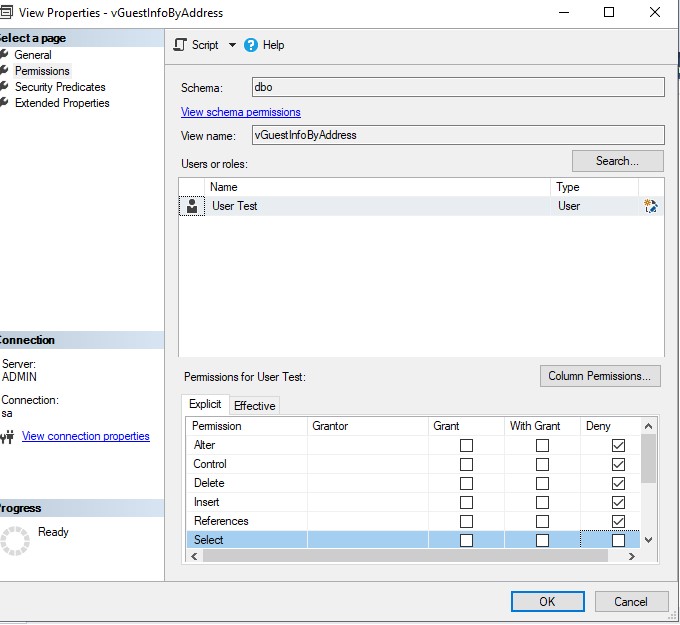 View Properties - vGuestInfoByAddress
Select a page
General
Permissions
Security Predicates
Extended Properties
Script
Help
Schema:
dbo
View schema permissions
View name:
vGuestInfoByAddress
Users or roles:
Search...
Name Type
User Test User
Connection
Server:
ADMIN
Connection:
sa
View connection properties
Progress
Ready
Permissions for User Test:
Column Permissions...
Explicit Effective
Permission Grantor Grant With Grant Deny
Alter
Control
Delete
Insert
References
Select
OK
Cancel